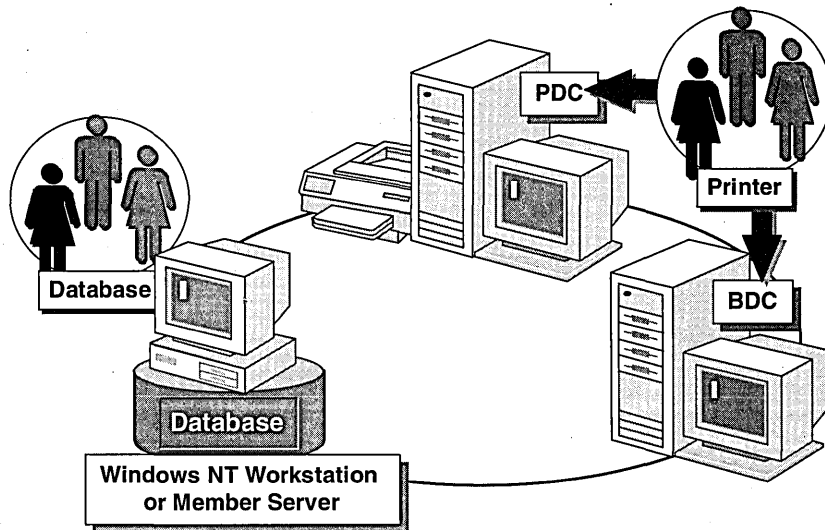 PDC
Printer
Database
BDC
Database
Windows NT Workstation
or Member Server